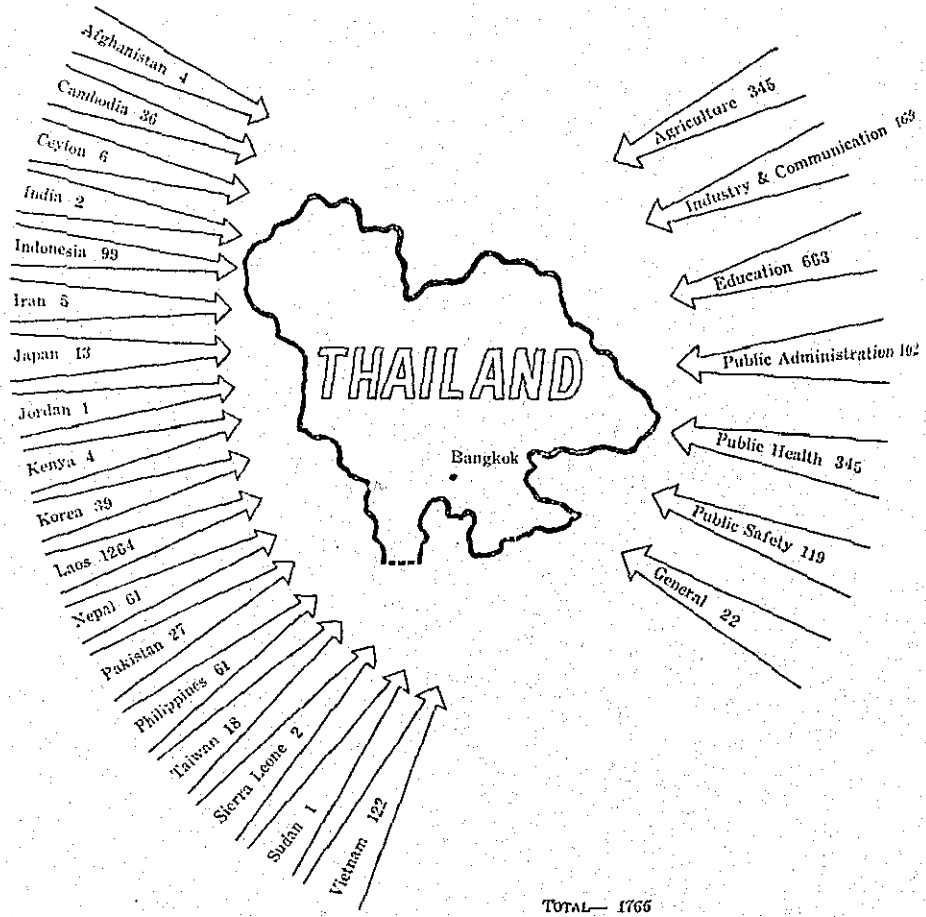 Afghanistan 4
Cambodia 36
Ceylon 6
India 2
Indonesia 99
Iran 5
Japan 13
Jordan 1
Kenya 4
Korea 39
Laos 1264
Nepal 61
Pakistan 27
Philippines 61
Taiwan 18
Sierra Leone 2
Sudan 1
Vietnam 122
THAILAND
Bangkok
Agriculture 345
Industry & Communication 169
Education 663
Public Administration 102
Public Health 345
Public Safety 119
General 22
TOTAL— 1765